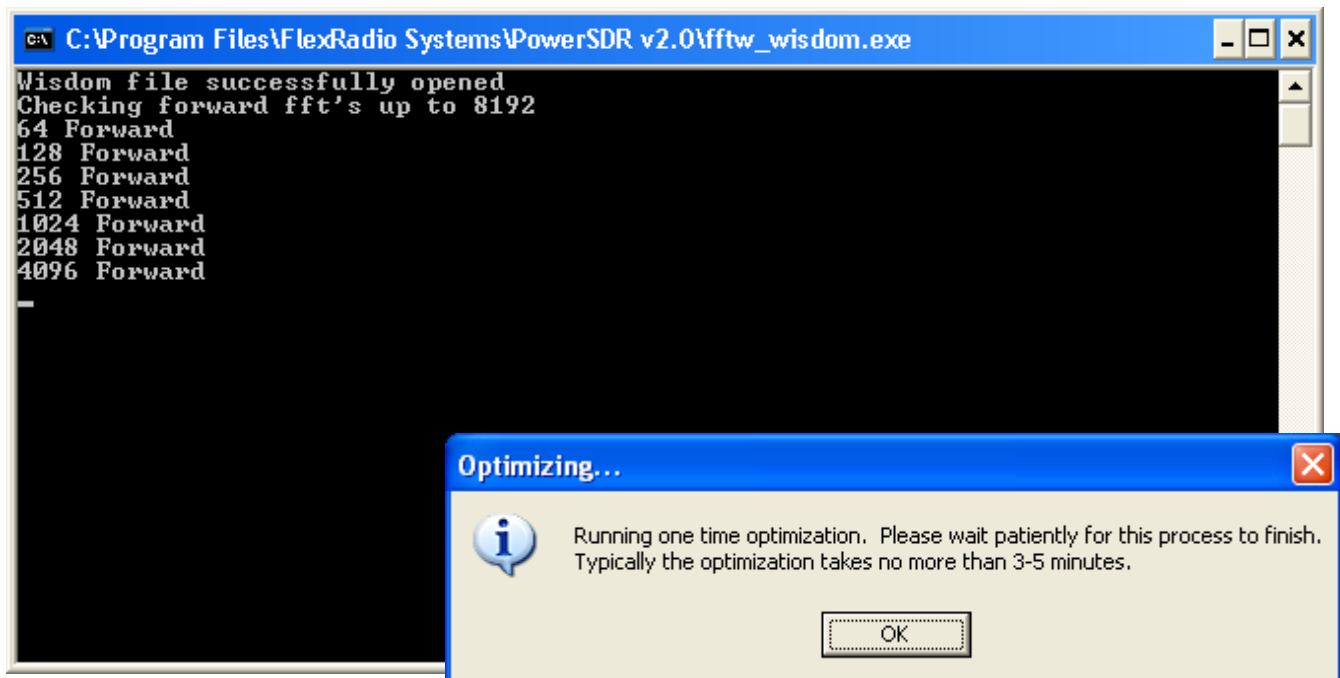 C:\Program Files\FlexRadio Systems\PowerSDR v2.0\fftw_wisdom.exe
Wisdom file successfully opened
Checking forward fft's up to 8192
64 Forward
128 Forward
256 Forward
512 Forward
1024 Forward
2048 Forward
4096 Forward
Optimizing...
Running one time optimization. Please wait patiently for this process to finish.
Typically the optimization takes no more than 3-5 minutes.
OK